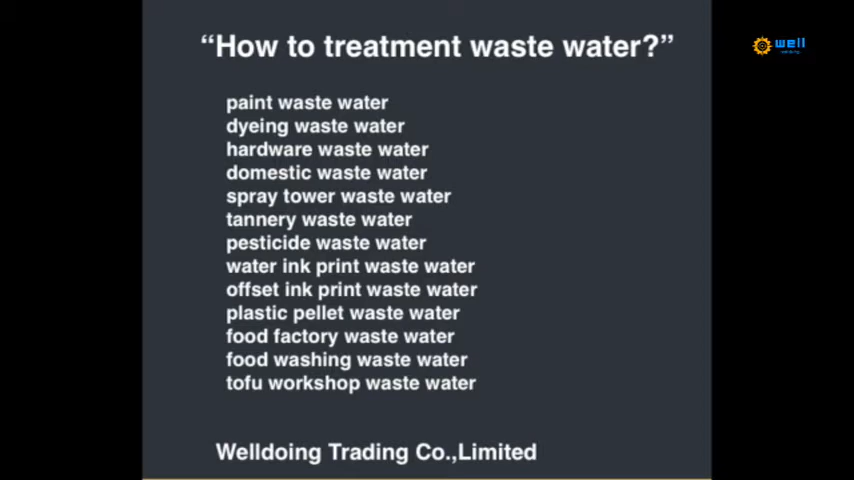 “How to treatment waste water?”
well
paint waste water
dyeing waste water
hardware waste water
domestic waste water
spray tower waste water
tannery waste water
pesticide waste water
water ink print waste water
offset ink print waste water
plastic pellet waste water
food factory waste water
food washing waste water
tofu workshop waste water
Welldoing Trading Co.,Limited